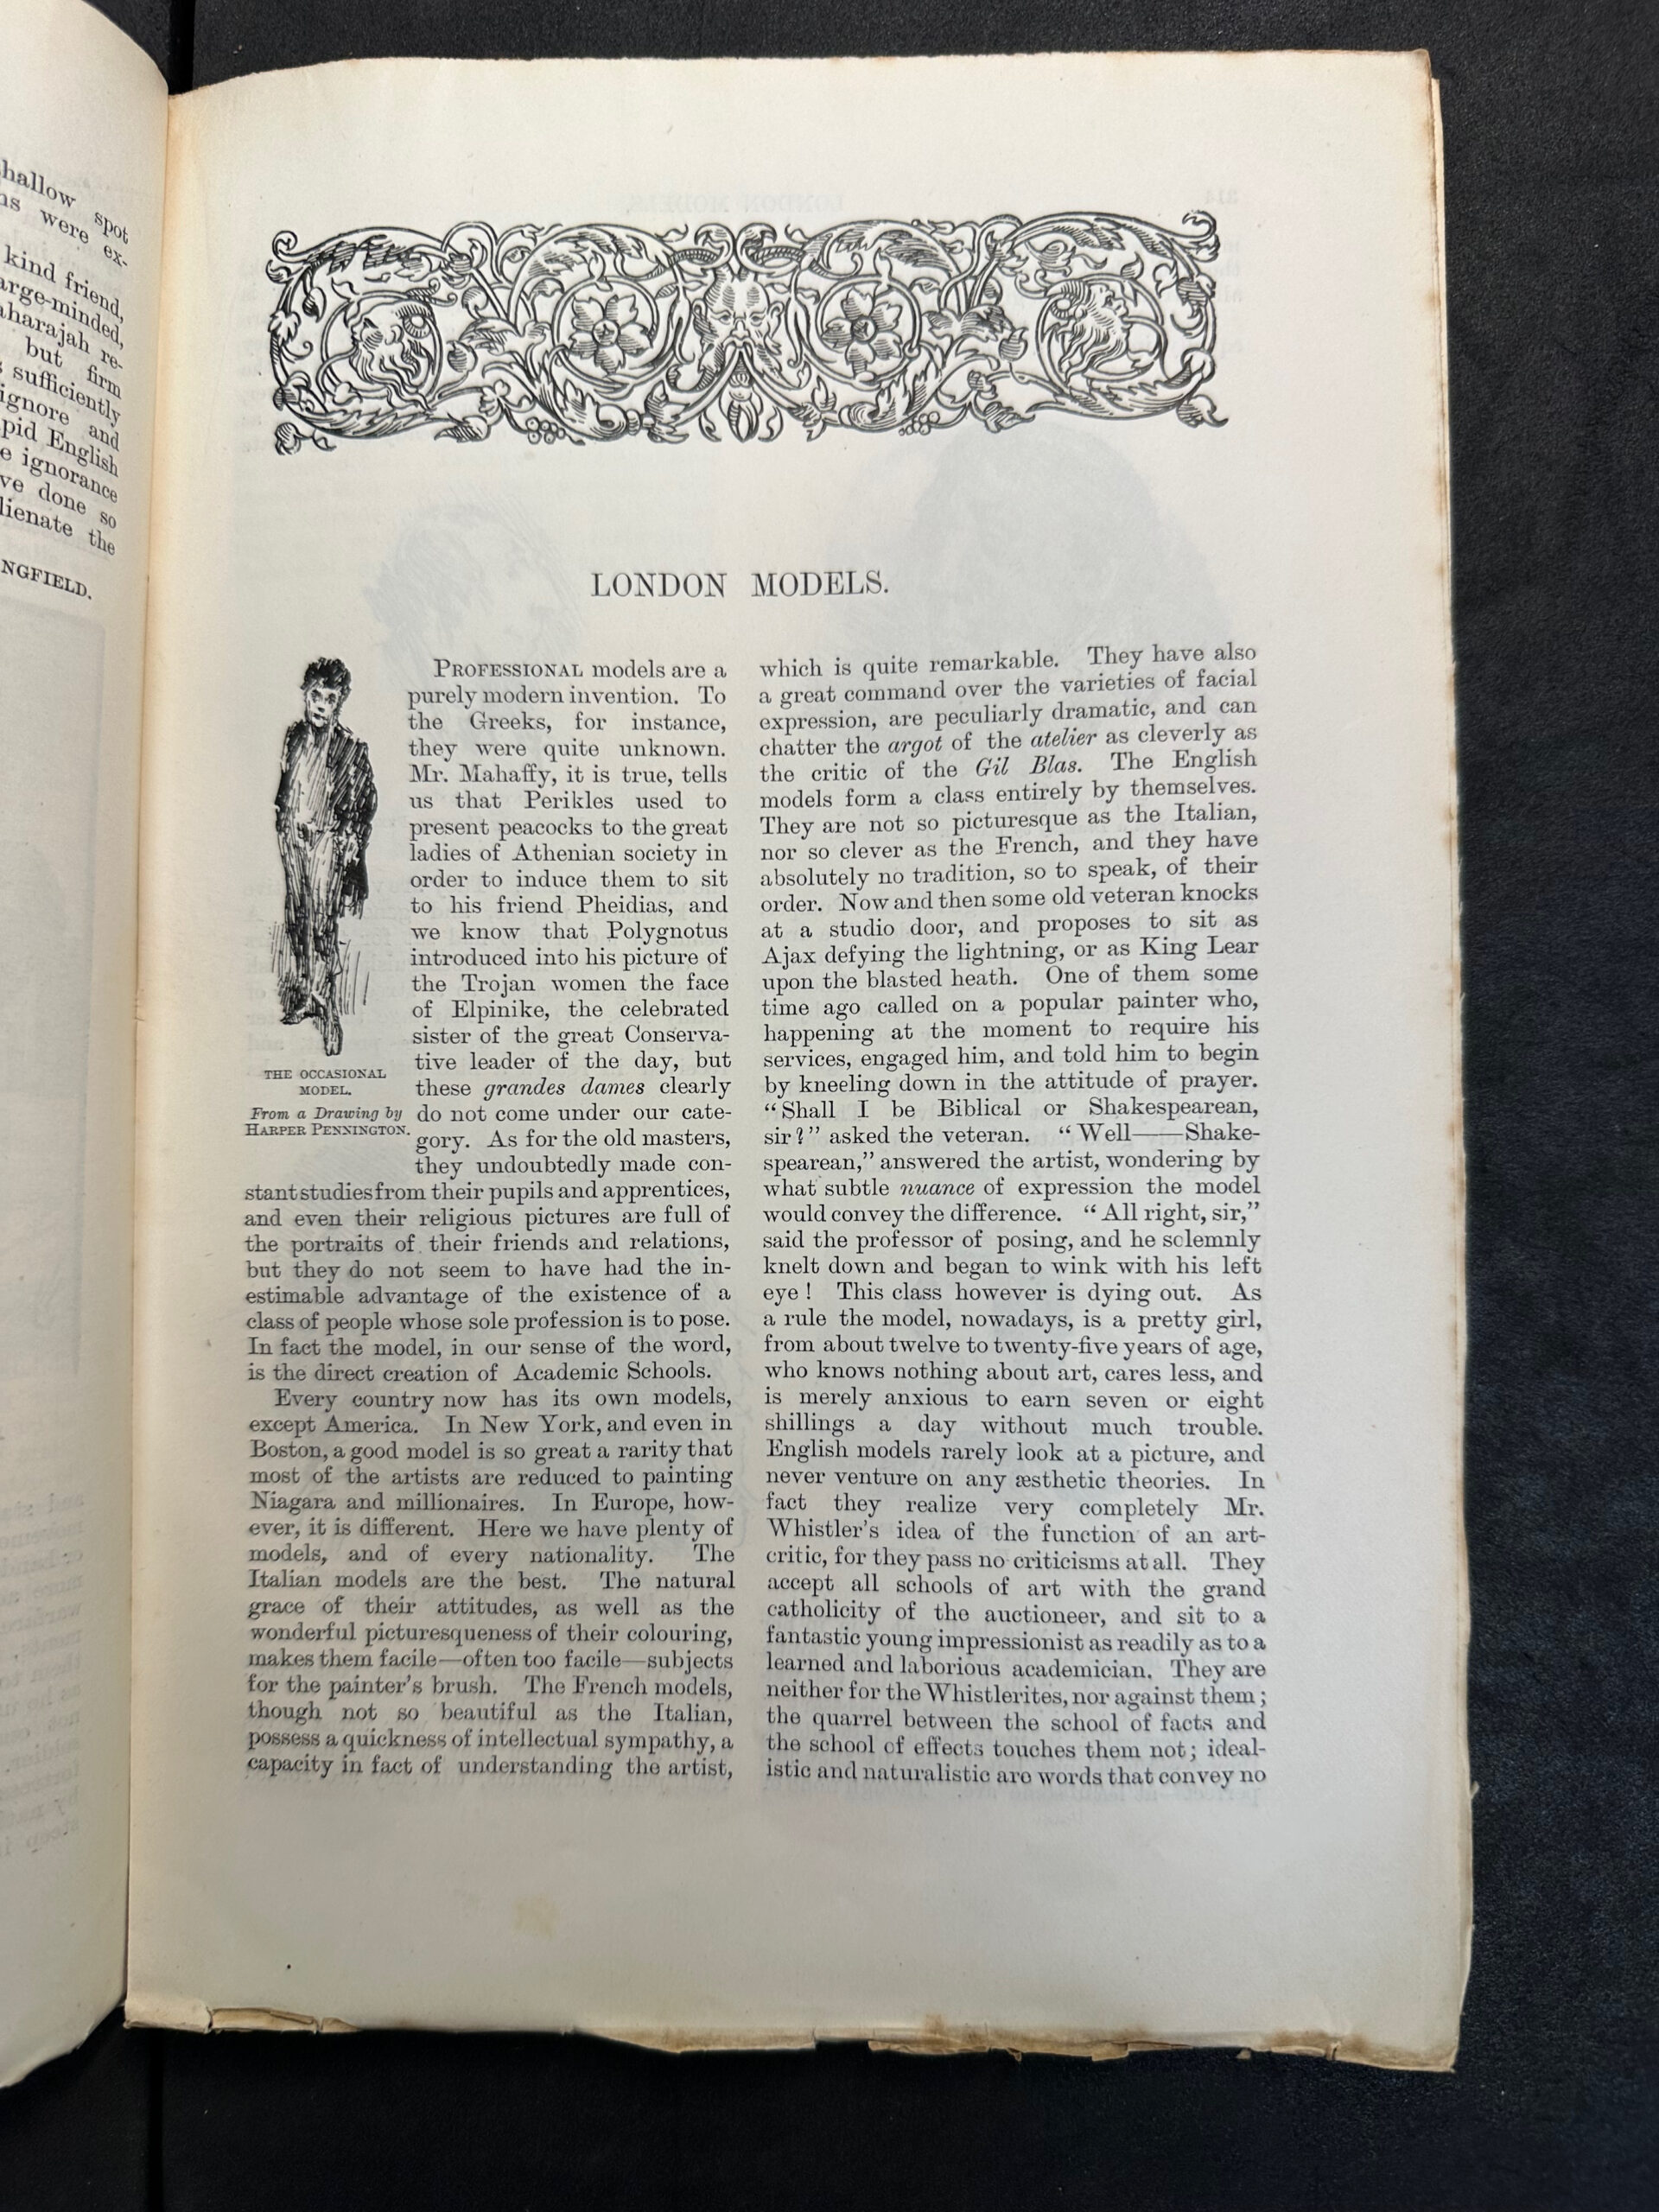 hallow spot
ns were ex-
kind friend,
arge-minded,
aharajah re-
but firm
s sufficiently
ignore and
pid English
e ignorance
ve done so
lienate the
NGFIELD.
LONDON MODELS.
THE OCCASIONAL
MODEL.
From a Drawing by
HARPER PENNINGTON.
PROFESSIONAL models are a
purely modern invention. To
the Greeks, for instance,
they were quite unknown.
Mr. Mahaffy, it is true, tells
us that Perikles used to
present peacocks to the great
ladies of Athenian society in
order to induce them to sit
to his friend Pheidias, and
we know that Polygnotus
introduced into his picture of
the Trojan women the face
of Elpinike, the celebrated
sister of the great Conserva-
tive leader of the day, but
these grandes dames clearly
do not come under our cate-
gory. As for the old masters,
they undoubtedly made con-
stant studies from their pupils and apprentices,
and even their religious pictures are full of
the portraits of their friends and relations,
but they do not seem to have had the in-
estimable advantage of the existence of a
class of people whose sole profession is to pose.
In fact the model, in our sense of the word,
is the direct creation of Academic Schools.
Every country now has its own models,
except America. In New York, and even in
Boston, a good model is so great a rarity that
most of the artists are reduced to painting
Niagara and millionaires. In Europe, how-
ever, it is different. Here we have plenty of
models, and of every nationality. The
Italian models are the best. The natural
grace of their attitudes, as well as the
wonderful picturesqueness of their colouring,
makes them facile—often too facile—subjects
for the painter's brush. The French models,
though not so beautiful as the Italian,
possess a quickness of intellectual sympathy, a
capacity in fact of understanding the artist,
which is quite remarkable. They have also
a great command over the varieties of facial
expression, are peculiarly dramatic, and can
chatter the argot of the atelier as cleverly as
the critic of the Gil Blas. The English
models form a class entirely by themselves.
They are not so picturesque as the Italian,
nor so clever as the French, and they have
absolutely no tradition, so to speak, of their
order. Now and then some old veteran knocks
at a studio door, and proposes to sit as
Ajax defying the lightning, or as King Lear
upon the blasted heath. One of them some
time ago called on a popular painter who,
happening at the moment to require his
services, engaged him, and told him to begin
by kneeling down in the attitude of prayer.
“Shall I be Biblical or Shakespearean,
sir?” asked the veteran. “Well——Shake-
spearean,” answered the artist, wondering by
what subtle nuance of expression the model
would convey the difference. “All right, sir,”
said the professor of posing, and he solemnly
knelt down and began to wink with his left
eye! This class however is dying out. As
a rule the model, nowadays, is a pretty girl,
from about twelve to twenty-five years of age,
who knows nothing about art, cares less, and
is merely anxious to earn seven or eight
shillings a day without much trouble.
English models rarely look at a picture, and
never venture on any æsthetic theories. In
fact they realize very completely Mr.
Whistler's idea of the function of an art-
critic, for they pass no criticisms at all. They
accept all schools of art with the grand
catholicity of the auctioneer, and sit to a
fantastic young impressionist as readily as to a
learned and laborious academician. They are
neither for the Whistlerites, nor against them;
the quarrel between the school of facts and
the school of effects touches them not; ideal-
istic and naturalistic are words that convey no